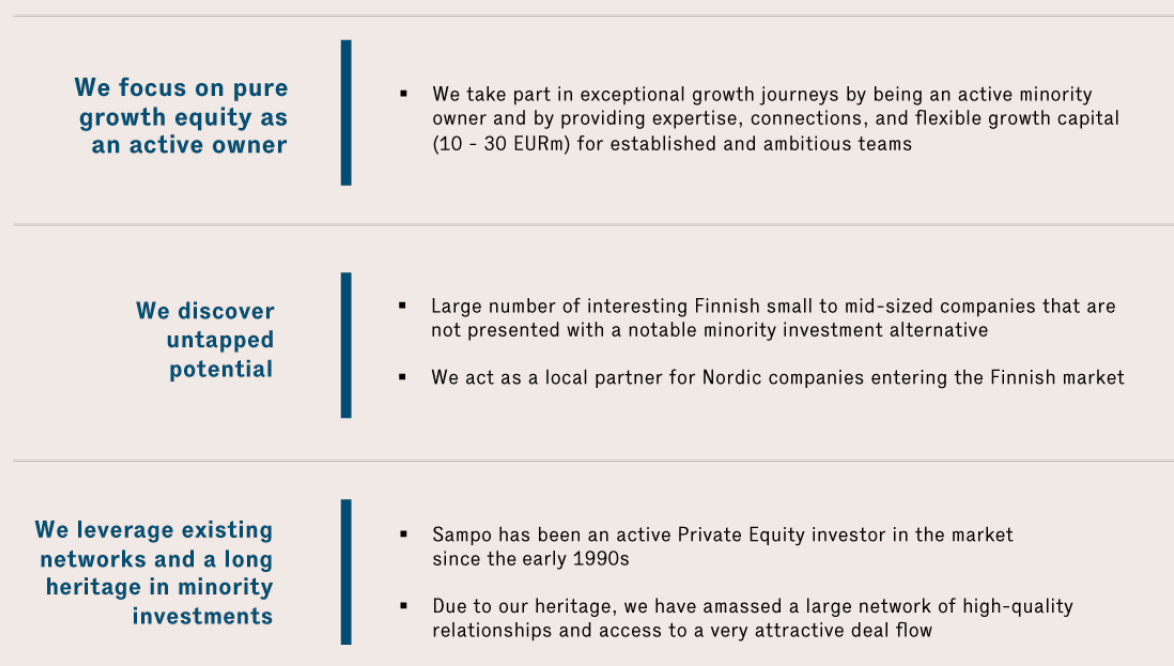 We focus on pure
growth equity as
an active owner
▪ We take part in exceptional growth journeys by being an active minority
owner and by providing expertise, connections, and flexible growth capital
(10 - 30 EURm) for established and ambitious teams
We discover
untapped
potential
▪ Large number of interesting Finnish small to mid-sized companies that are
not presented with a notable minority investment alternative
▪ We act as a local partner for Nordic companies entering the Finnish market
We leverage existing
networks and a long
heritage in minority
investments
▪ Sampo has been an active Private Equity investor in the market
since the early 1990s
▪ Due to our heritage, we have amassed a large network of high-quality
relationships and access to a very attractive deal flow